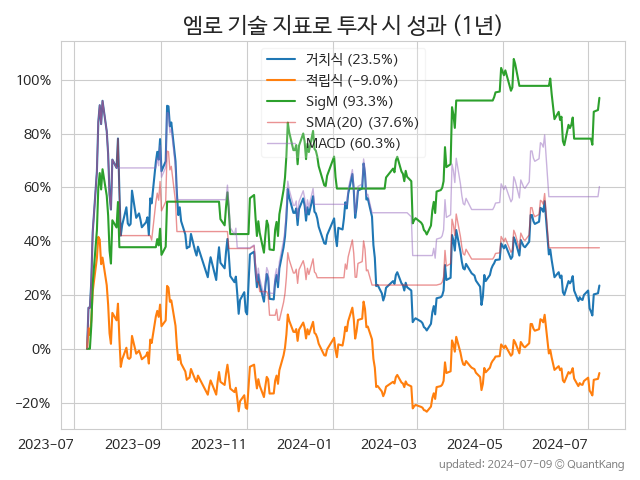 엠로 기술 지표로 투자 시 성과 (1년)
거치식 (23.5%)
적립식 (−9.0%)
SigM (93.3%)
SMA(20) (37.6%)
MACD (60.3%)
100%
80%
60%
40%
20%
0%
−20%
2023-07 2023-09 2023-11 2024-01 2024-03 2024-05 2024-07
updated: 2024-07-09 © QuantKang